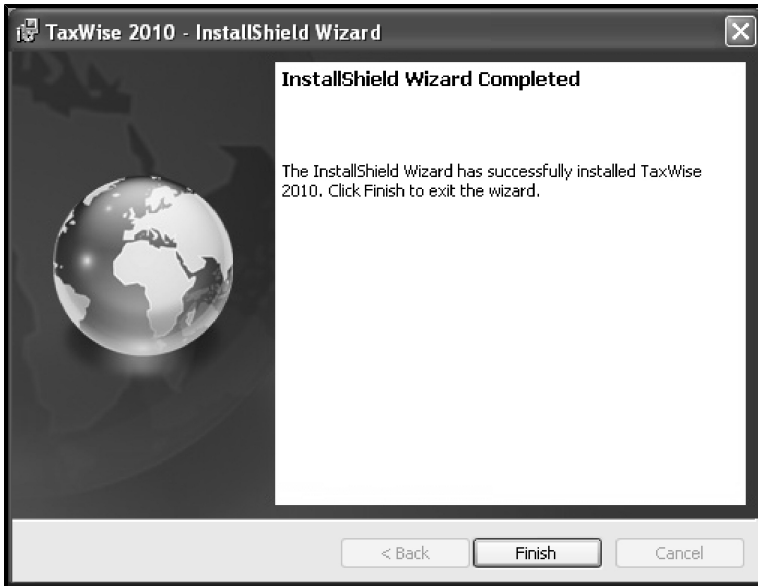 TaxWise 2010 - InstallShield Wizard
InstallShield Wizard Completed
The InstallShield Wizard has successfully installed TaxWise
2010. Click Finish to exit the wizard.
< Back Finish Cancel